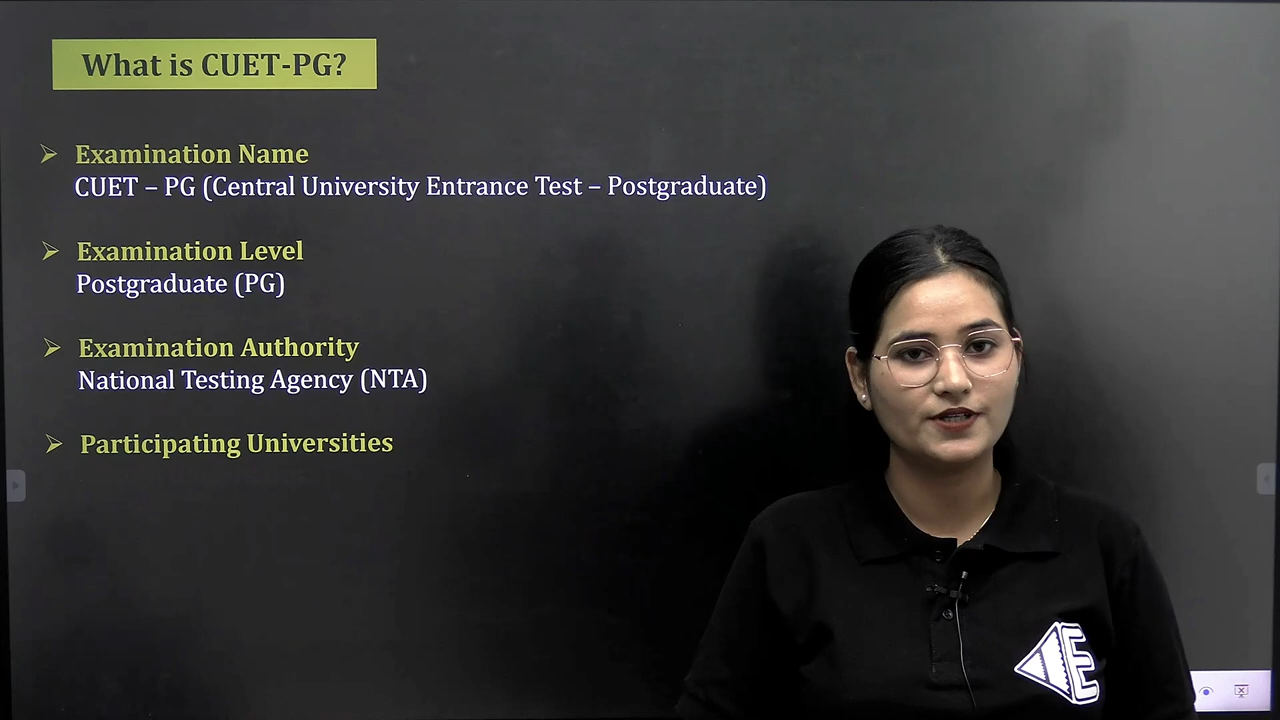 What is CUET-PG?
Examination Name
CUET – PG (Central University Entrance Test – Postgraduate)
Examination Level
Postgraduate (PG)
Examination Authority
National Testing Agency (NTA)
Participating Universities
E